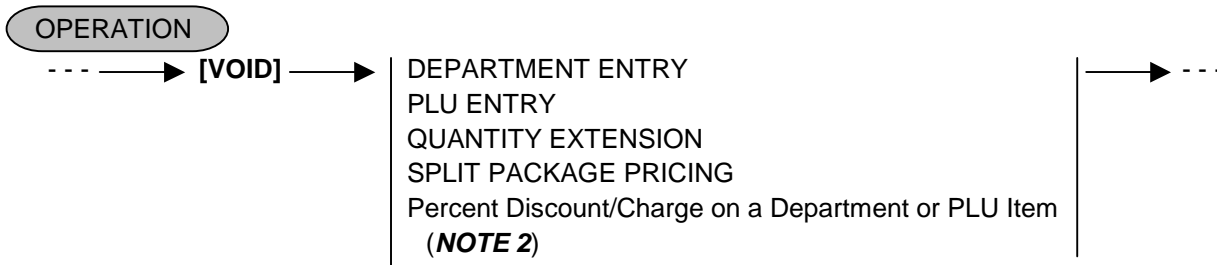 OPERATION
- - - [VOID] DEPARTMENT ENTRY - - -
PLU ENTRY
QUANTITY EXTENSION
SPLIT PACKAGE PRICING
Percent Discount/Charge on a Department or PLU Item
(NOTE 2)